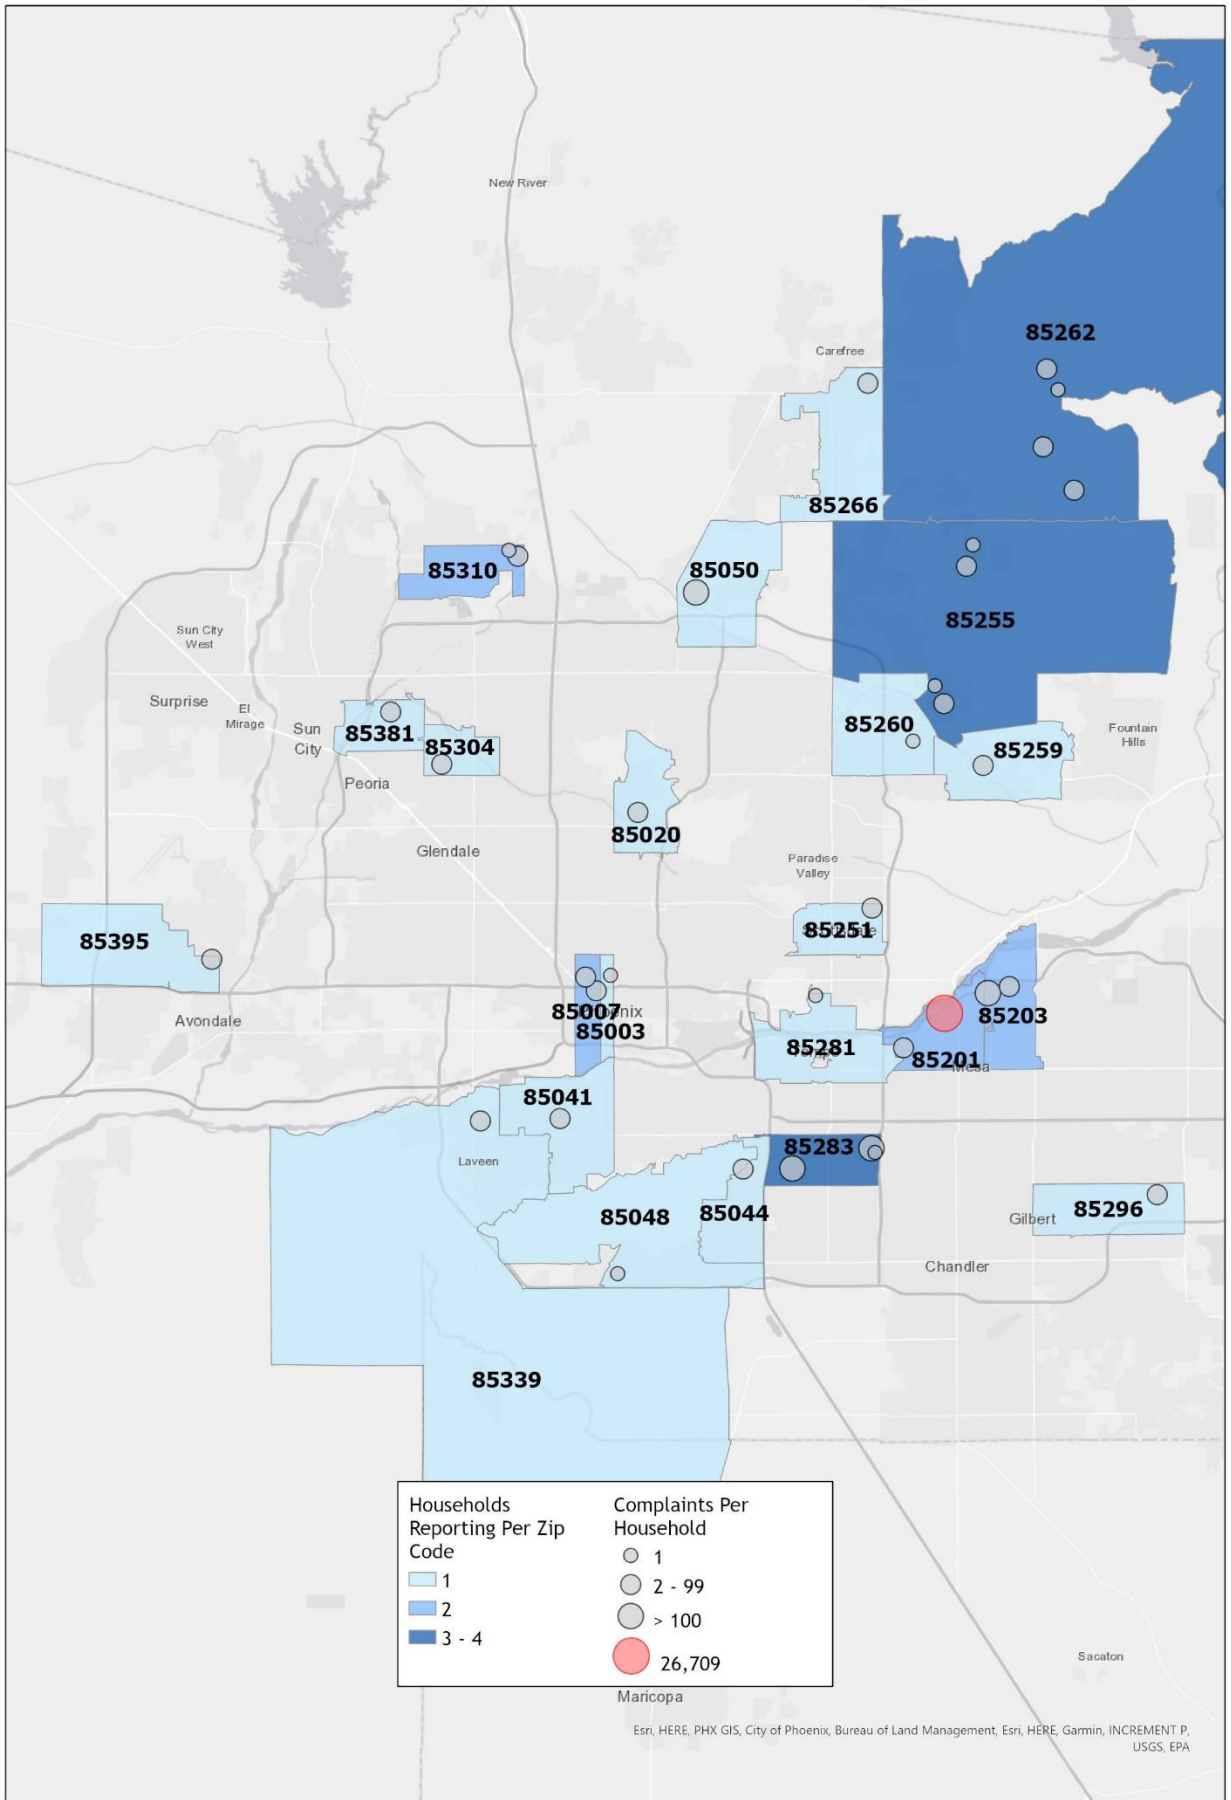 New River
85262
Carefree
85266
85310
85050
85255
Sun City
West
Surprise
El
Mirage
Sun
City
85381
85304
85260
85259
Fountain
Hills
Peoria
85020
Glendale
Paradise
Valley
85251
85395
Avondale
85007
85003
85281
85203
85201
Mesa
85041
Laveen
85283
85048
85044
85296
Gilbert
Chandler
85339
Households
Reporting Per Zip
Code
1
2
3 - 4
Complaints Per
Household
1
2 - 99
> 100
26,709
Sacaton
Maricopa
Esri, HERE, PHX GIS, City of Phoenix, Bureau of Land Management, Esri, HERE, Garmin, INCREMENT P,
USGS, EPA